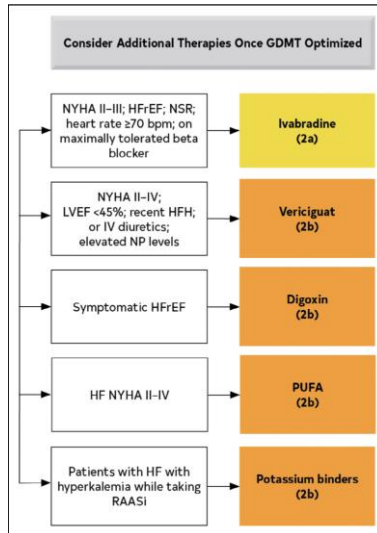 Consider Additional Therapies Once GDMT Optimized
NYHA II–III; HFrEF; NSR;
heart rate ≥70 bpm; on
maximally tolerated beta
blocker
Ivabradine
(2a)
NYHA II–IV;
LVEF <45%; recent HFH;
or IV diuretics;
elevated NP levels
Vericiguat
(2b)
Symptomatic HFrEF
Digoxin
(2b)
HF NYHA II–IV
PUFA
(2b)
Patients with HF with
hyperkalemia while taking
RAASi
Potassium binders
(2b)